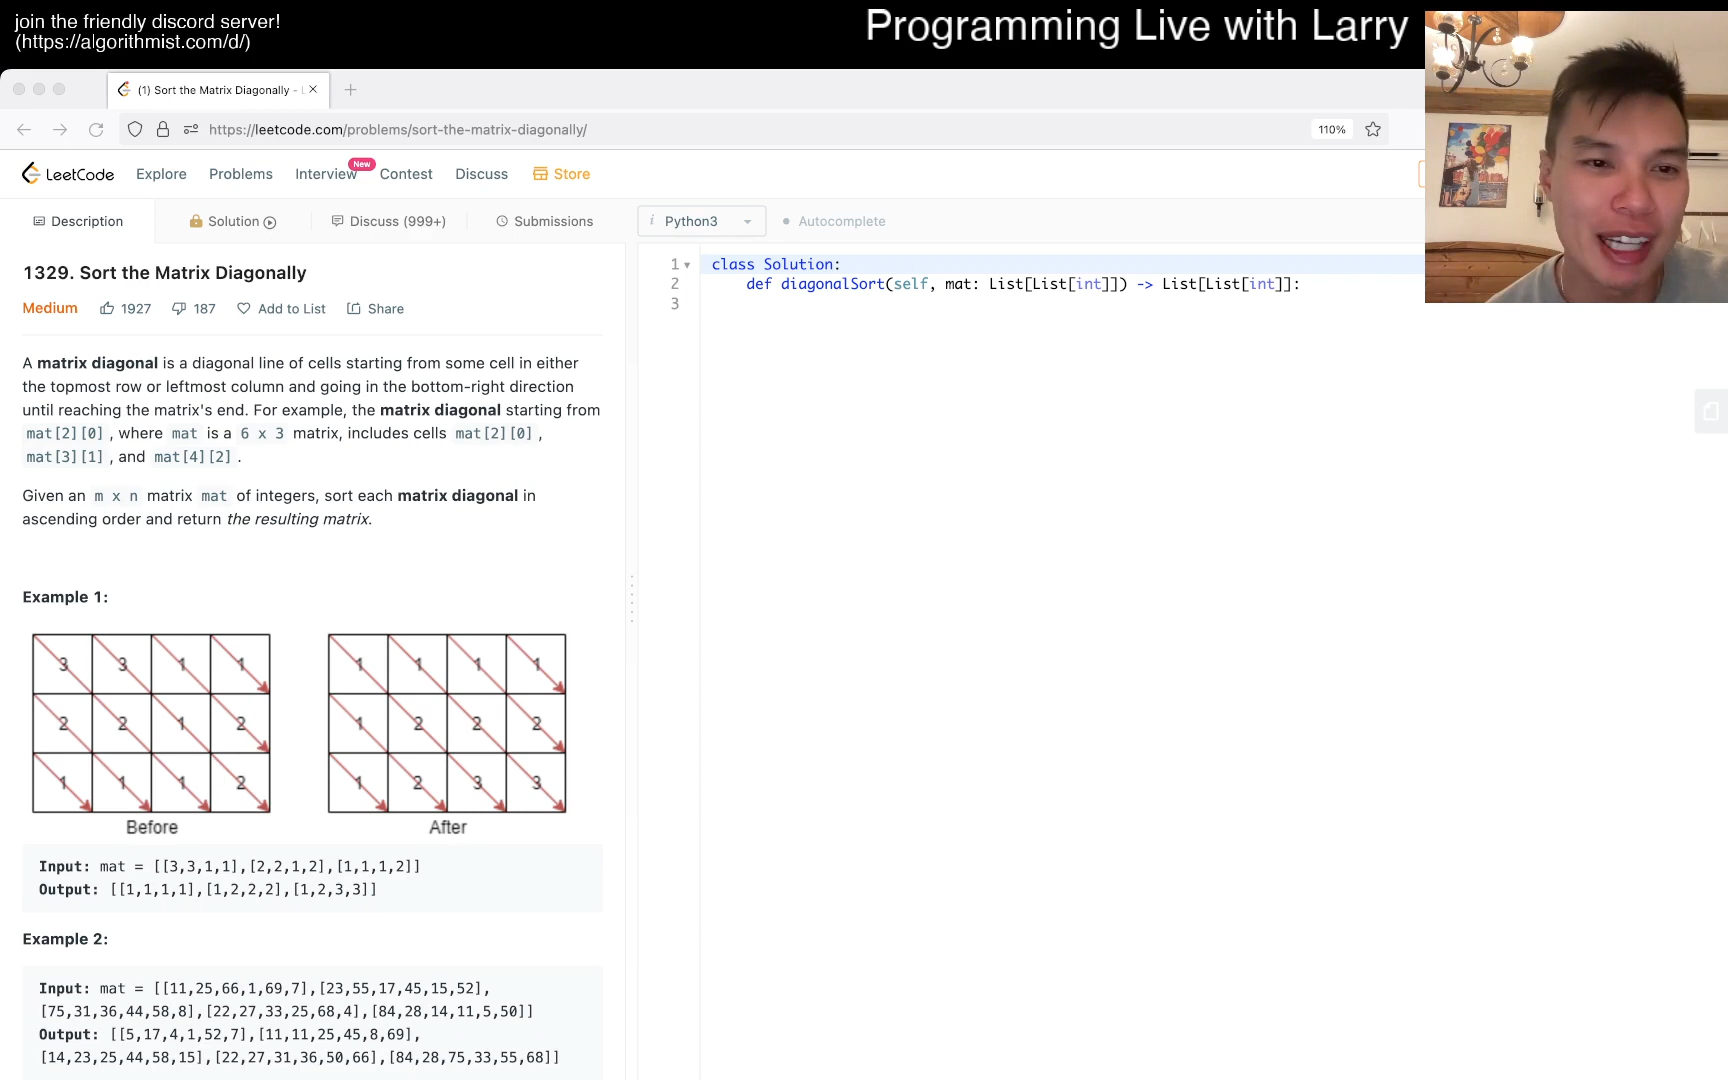 join the friendly discord server!
(https://algorithmist.com/d/)
Programming Live with Larry
(1) Sort the Matrix Diagonally - L
https://leetcode.com/problems/sort-the-matrix-diagonally/
110%
LeetCode
Explore
Problems
Interview
New
Contest
Discuss
Store
Description
Solution
Discuss (999+)
Submissions
i Python3
Autocomplete
1329. Sort the Matrix Diagonally
Medium
1927
187
Add to List
Share
A matrix diagonal is a diagonal line of cells starting from some cell in either
the topmost row or leftmost column and going in the bottom-right direction
until reaching the matrix's end. For example, the matrix diagonal starting from
mat[2][0], where mat is a 6 x 3 matrix, includes cells mat[2][0],
mat[3][1], and mat[4][2].
Given an m x n matrix mat of integers, sort each matrix diagonal in
ascending order and return the resulting matrix.
Example 1:
3 3 1 1
2 2 1 2
1 1 1 2
Before
1 1 1 1
1 2 2 2
1 2 3 3
After
Input: mat = [[3,3,1,1],[2,2,1,2],[1,1,1,2]]
Output: [[1,1,1,1],[1,2,2,2],[1,2,3,3]]
Example 2:
Input: mat = [[11,25,66,1,69,7],[23,55,17,45,15,52],
[75,31,36,44,58,8],[22,27,33,25,68,4],[84,28,14,11,5,50]]
Output: [[5,17,4,1,52,7],[11,11,25,45,8,69],
[14,23,25,44,58,15],[22,27,31,36,50,66],[84,28,75,33,55,68]]
1 class Solution:
2 def diagonalSort(self, mat: List[List[int]]) -> List[List[int]]:
3